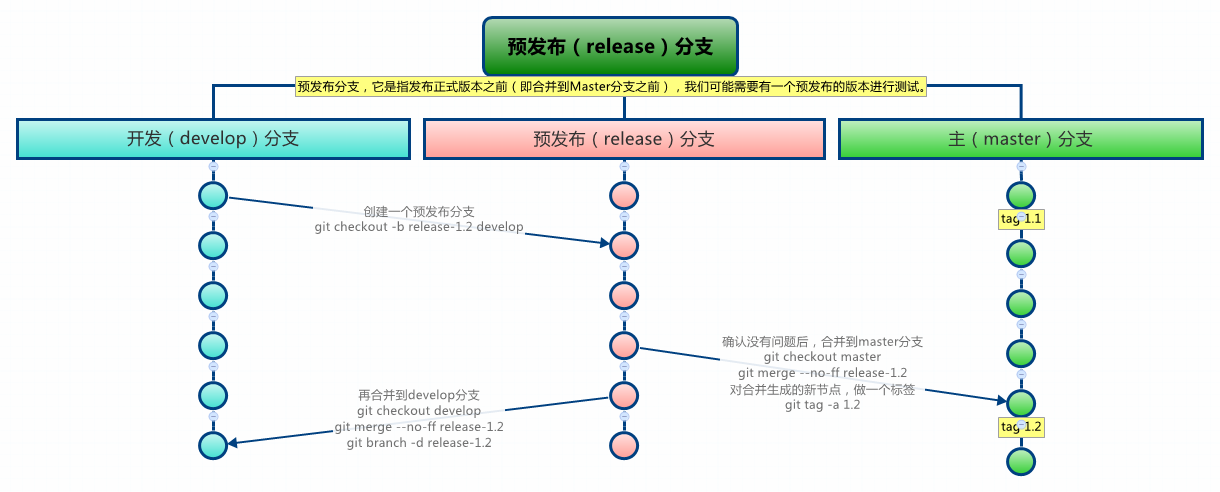 预发布（release）分支
预发布分支，它是指发布正式版本之前（即合并到Master分支之前），我们可能需要有一个预发布的版本进行测试。
开发（develop）分支
预发布（release）分支
主（master）分支
创建一个预发布分支
git checkout -b release-1.2 develop
tag 1.1
确认没有问题后，合并到master分支
git checkout master
git merge --no-ff release-1.2
对合并生成的新节点，做一个标签
git tag -a 1.2
再合并到develop分支
git checkout develop
git merge --no-ff release-1.2
git branch -d release-1.2
tag 1.2